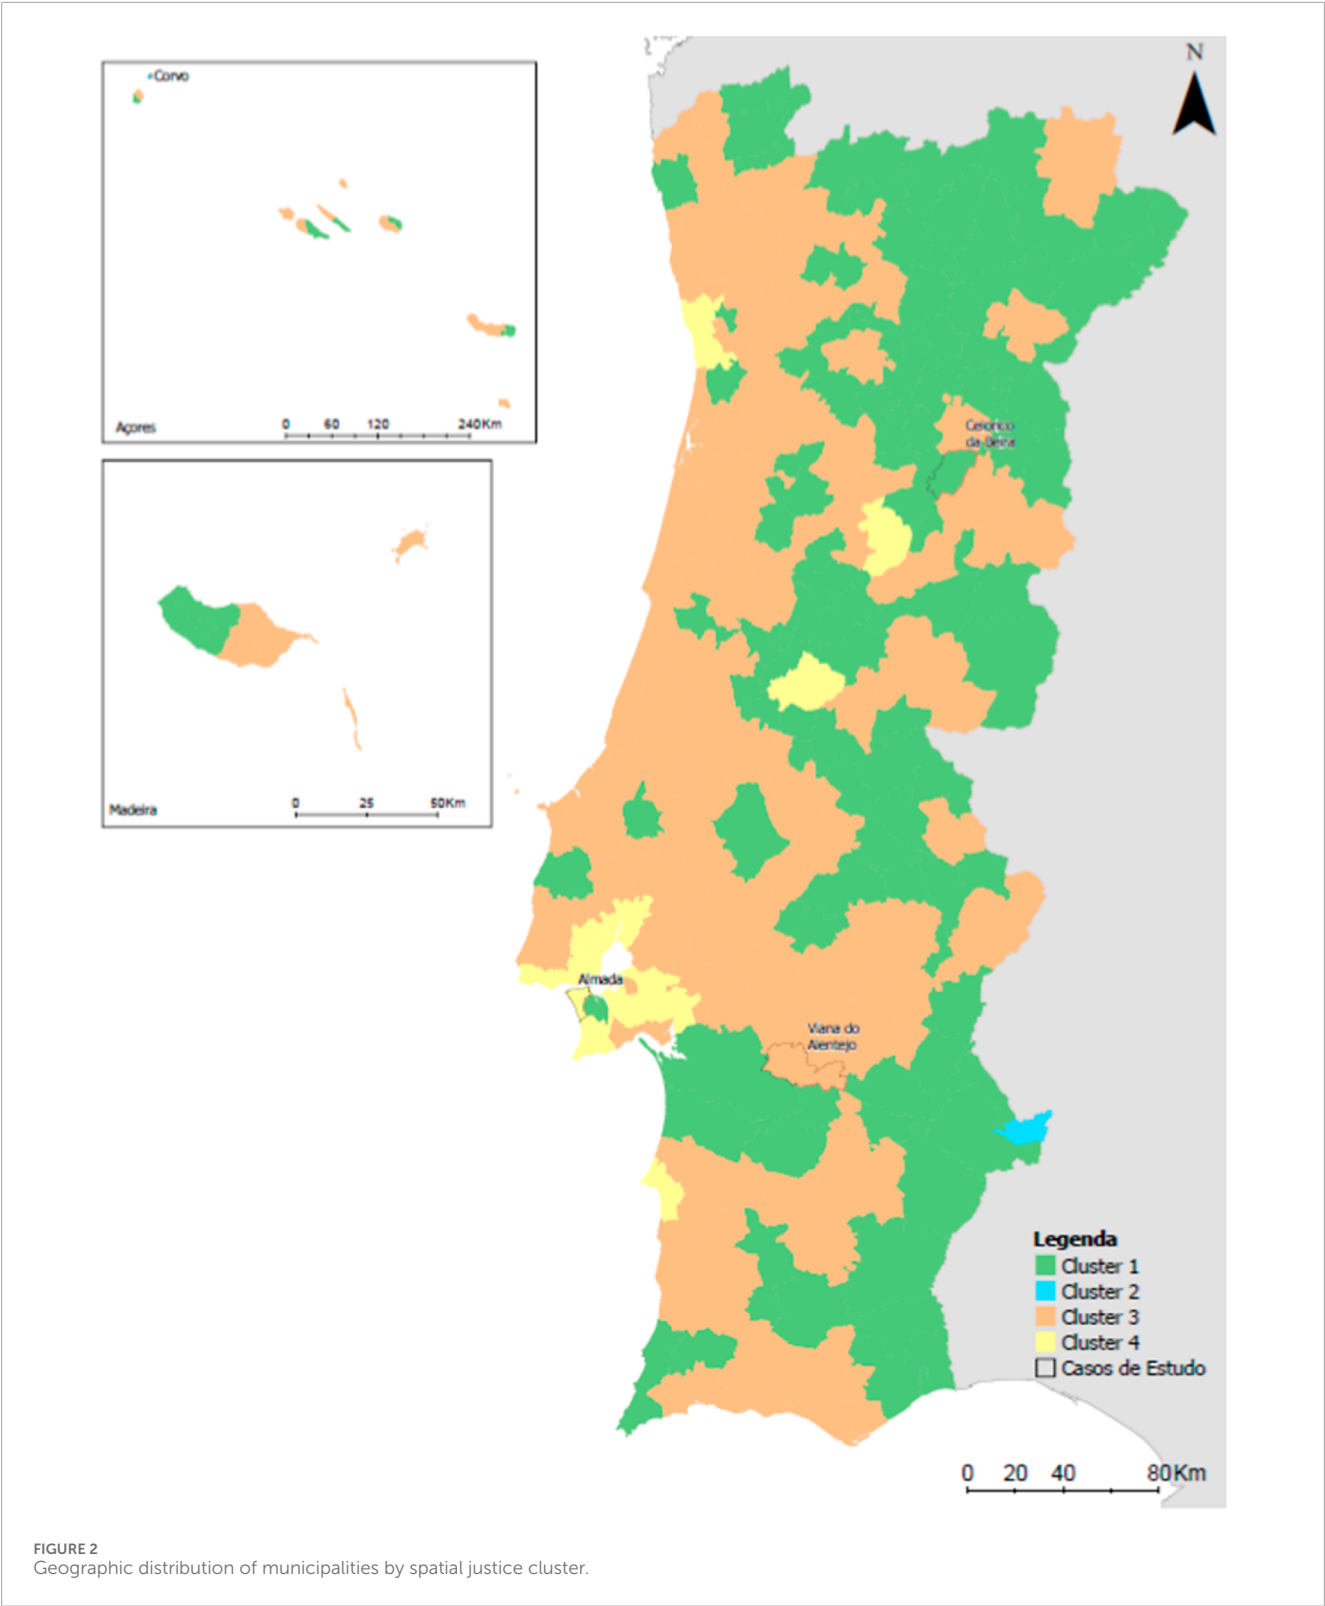 N
Corvo
0 60 120 240Km
Açores
Celorico
da Beira
0 25 50Km
Madeira
Almada
Viana do
Alentejo
Legenda
Cluster 1
Cluster 2
Cluster 3
Cluster 4
Casos de Estudo
0 20 40 80Km
FIGURE 2
Geographic distribution of municipalities by spatial justice cluster.